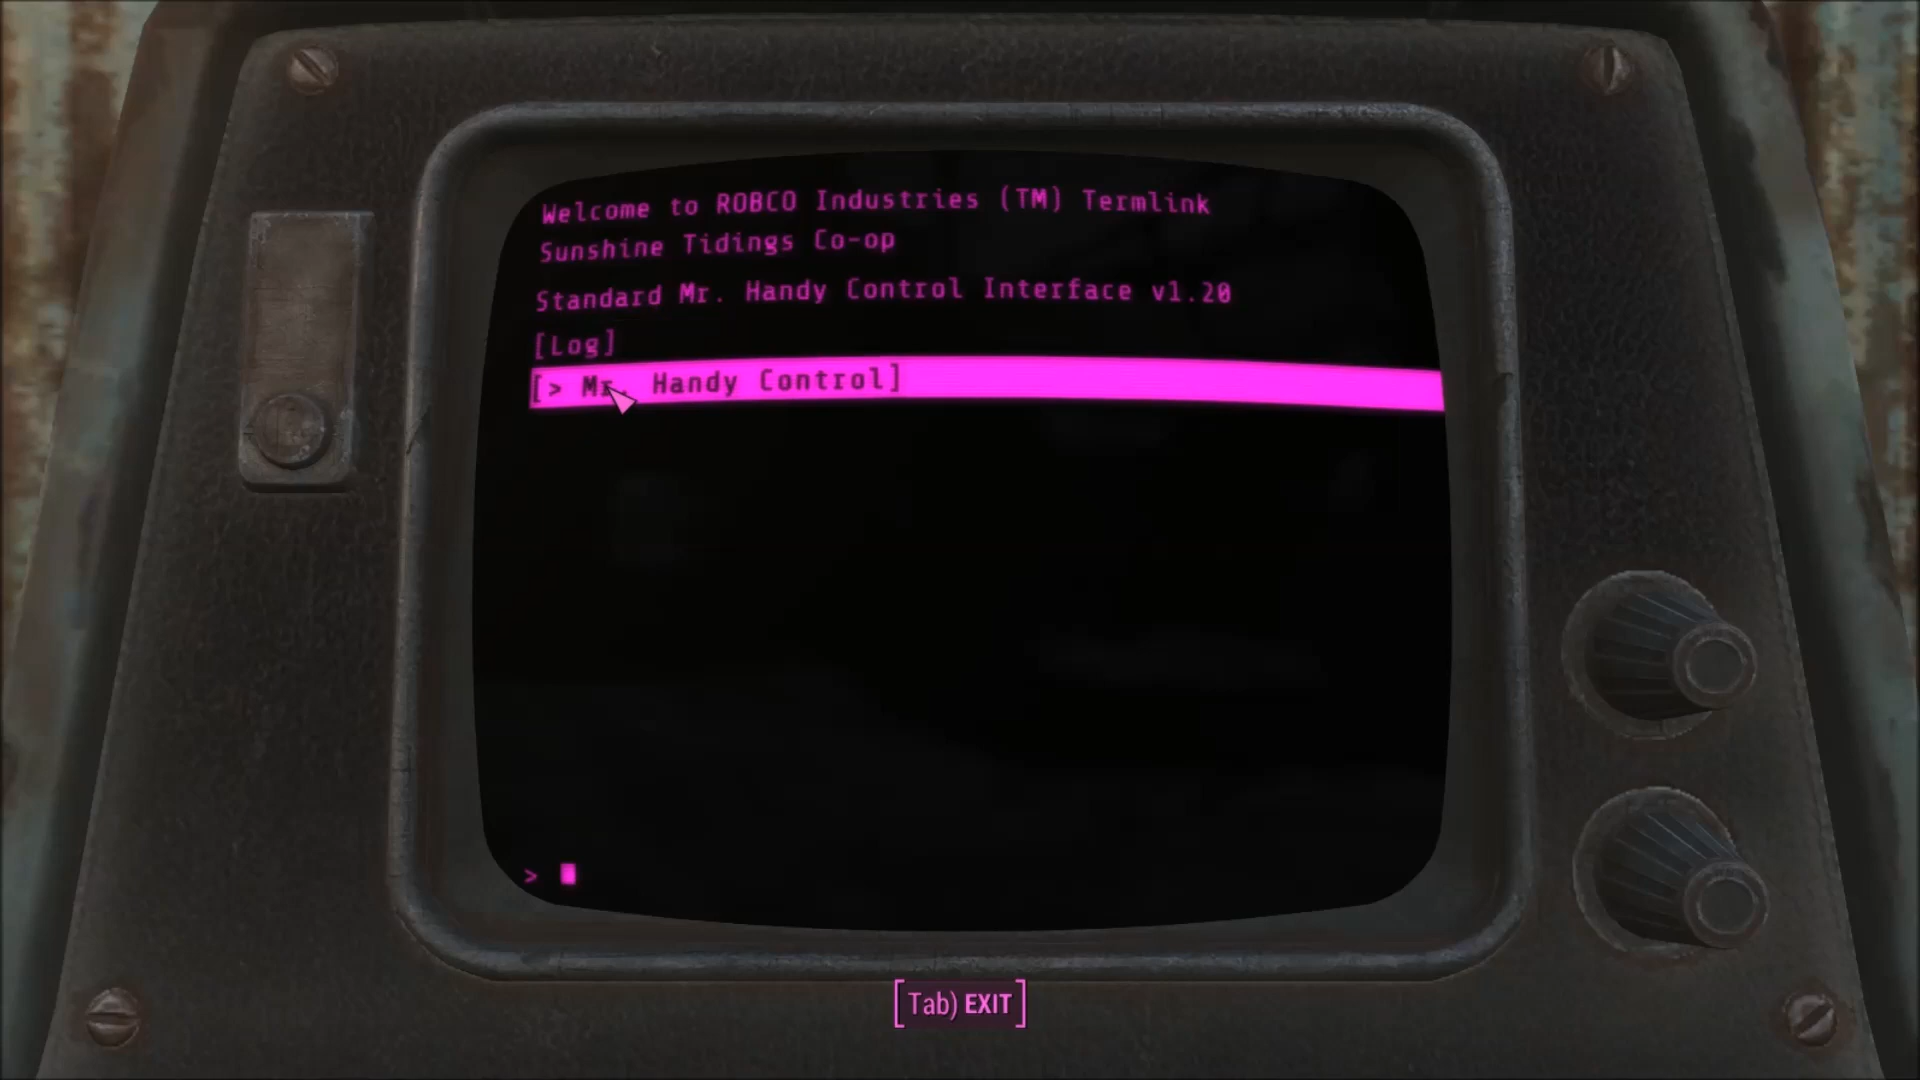 Welcome to ROBCO Industries (TM) Termlink
Sunshine Tidings Co-op
Standard Mr. Handy Control Interface v1.20
[Log]
[> Mr. Handy Control]
>
[Tab) EXIT]